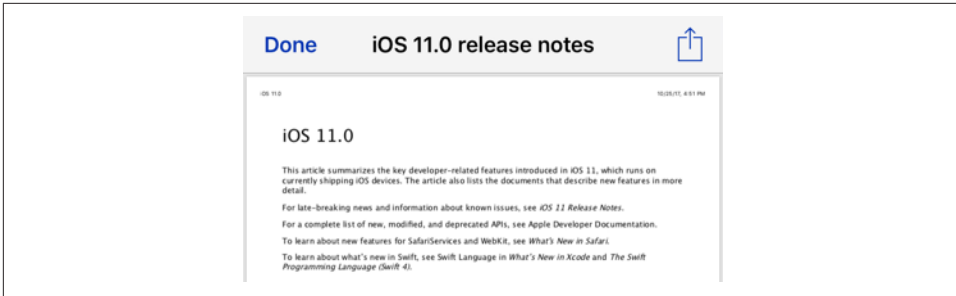 Done
iOS 11.0 release notes
iOS 11.0
10/25/17, 4:51 PM
iOS 11.0
This article summarizes the key developer-related features introduced in iOS 11, which runs on
currently shipping iOS devices. The article also lists the documents that describe new features in more
detail.
For late-breaking news and information about known issues, see iOS 11 Release Notes.
For a complete list of new, modified, and deprecated APIs, see Apple Developer Documentation.
To learn about new features for SafariServices and WebKit, see What's New in Safari.
To learn about what's new in Swift, see Swift Language in What's New in Xcode and The Swift
Programming Language (Swift 4).